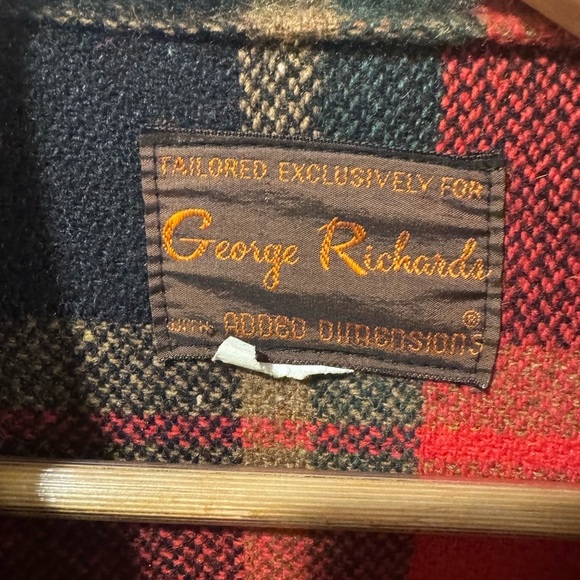 TAILORED EXCLUSIVELY FOR
George Richards
WITH ADDED DIMENSIONS®